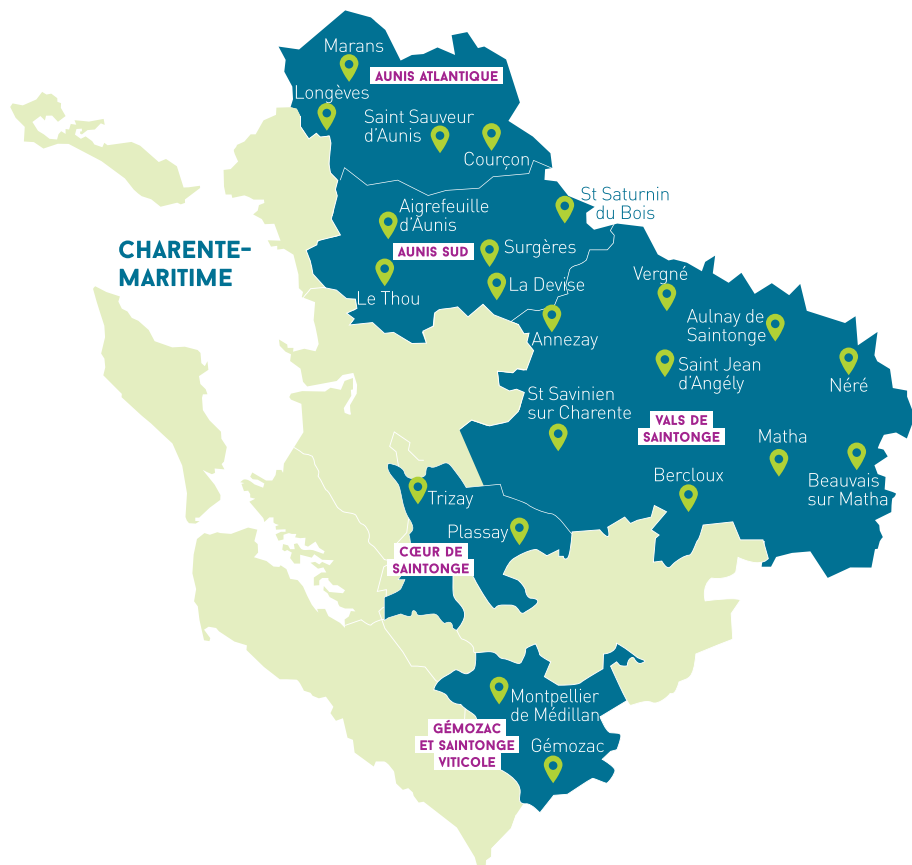 Marans
AUNIS ATLANTIQUE
Longèves
Saint Sauveur
d'Aunis
Courçon
St Saturnin
du Bois
Aigrefeuille
d'Aunis
CHARENTE-
MARITIME
AUNIS SUD
Surgères
Vergné
La Devise
Le Thou
Aulnay de
Saintonge
Annezay
Saint Jean
d'Angély
Néré
St Savinien
sur Charente
VALS DE
SAINTONGE
Matha
Bercloux
Beauvais
sur Matha
Trizay
Plassay
CŒUR DE
SAINTONGE
Montpellier
de Médillan
GÉMOZAC
ET SAINTONGE
VITICOLE
Gémozac